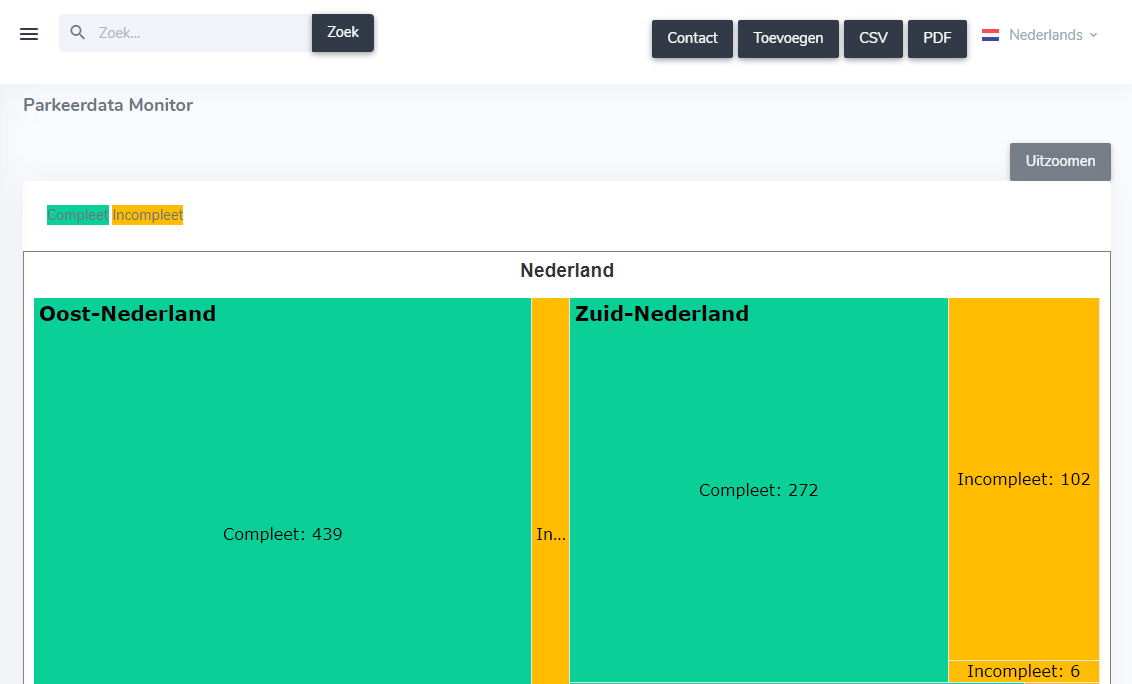 Zoek...
Zoek
Contact
Toevoegen
CSV
PDF
Nederlands
Parkeerdata Monitor
Uitzoomen
Compleet Incompleet
Nederland
Oost-Nederland
Zuid-Nederland
Incompleet: 102
Compleet: 272
Compleet: 439
In...
Incompleet: 6